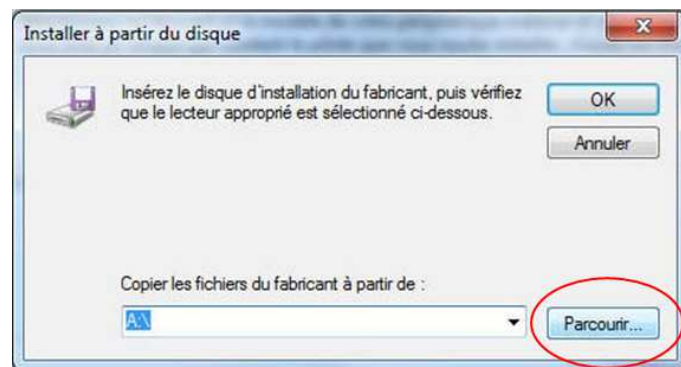 Installer à partir du disque
Insérez le disque d'installation du fabricant, puis vérifiez
que le lecteur approprié est sélectionné ci-dessous.
OK
Annuler
Copier les fichiers du fabricant à partir de :
A:\
Parcourir...